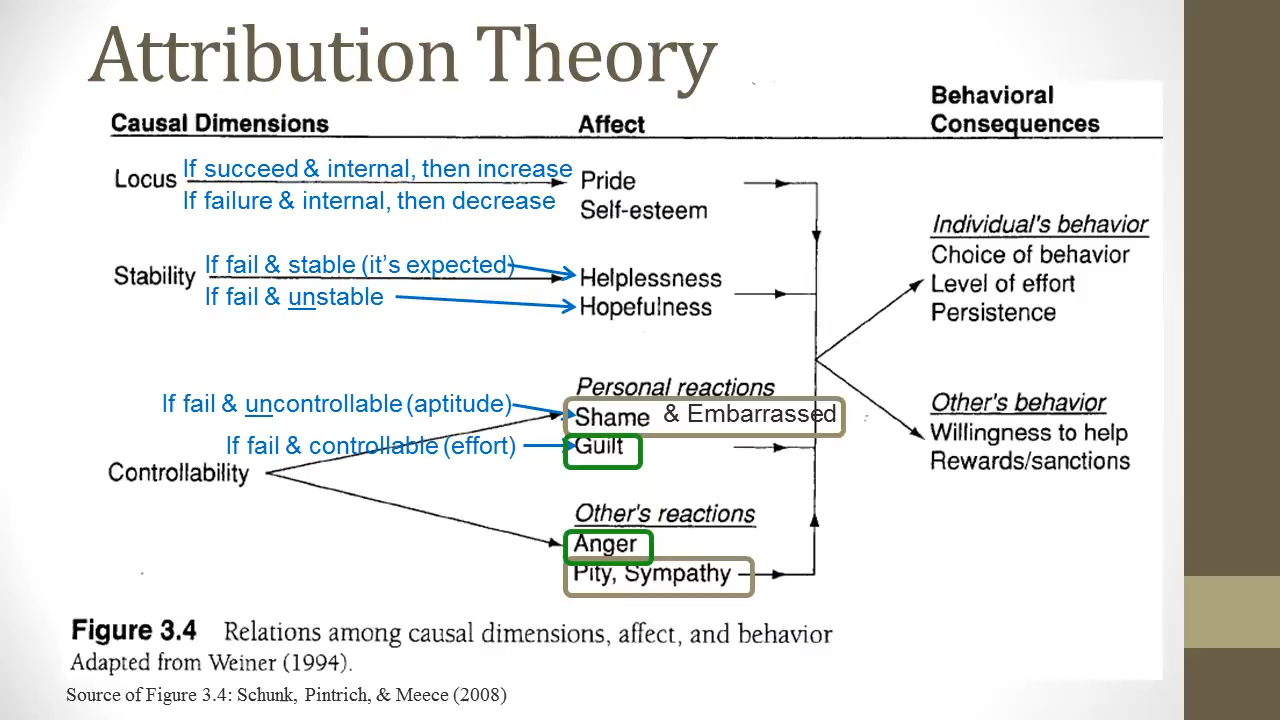 Attribution Theory
Causal Dimensions
Affect
Behavioral
Consequences
Locus
If succeed & internal, then increase
If failure & internal, then decrease
Pride
Self-esteem
Stability
If fail & stable (it's expected)
If fail & unstable
Helplessness
Hopefulness
If fail & uncontrollable (aptitude)
If fail & controllable (effort)
Controllability
Personal reactions
Shame & Embarrassed
Guilt
Other's reactions
Anger
Pity, Sympathy
Individual's behavior
Choice of behavior
Level of effort
Persistence
Other's behavior
Willingness to help
Rewards/sanctions
Figure 3.4 Relations among causal dimensions, affect, and behavior
Adapted from Weiner (1994).
Source of Figure 3.4: Schunk, Pintrich, & Meece (2008)